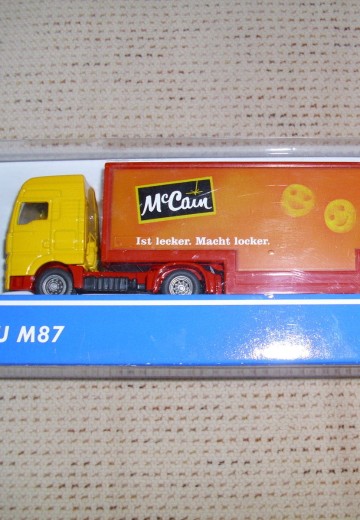 McCain
Ist lecker. Macht locker.
U M87